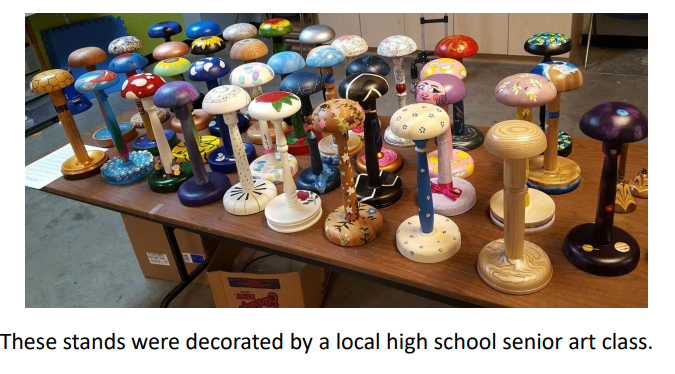 These stands were decorated by a local high school senior art class.